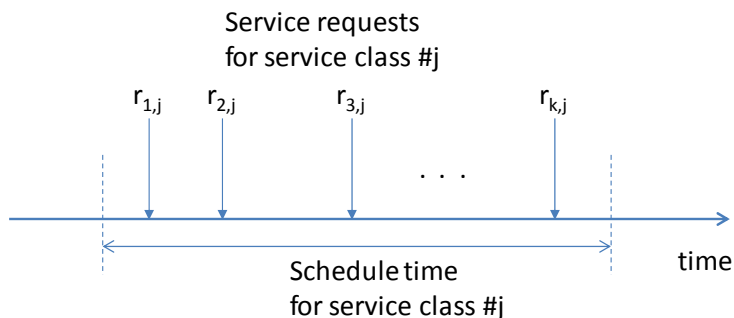 Service requests
for service class #j
r1,j r2,j r3,j rk,j
. . .
time
Schedule time
for service class #j